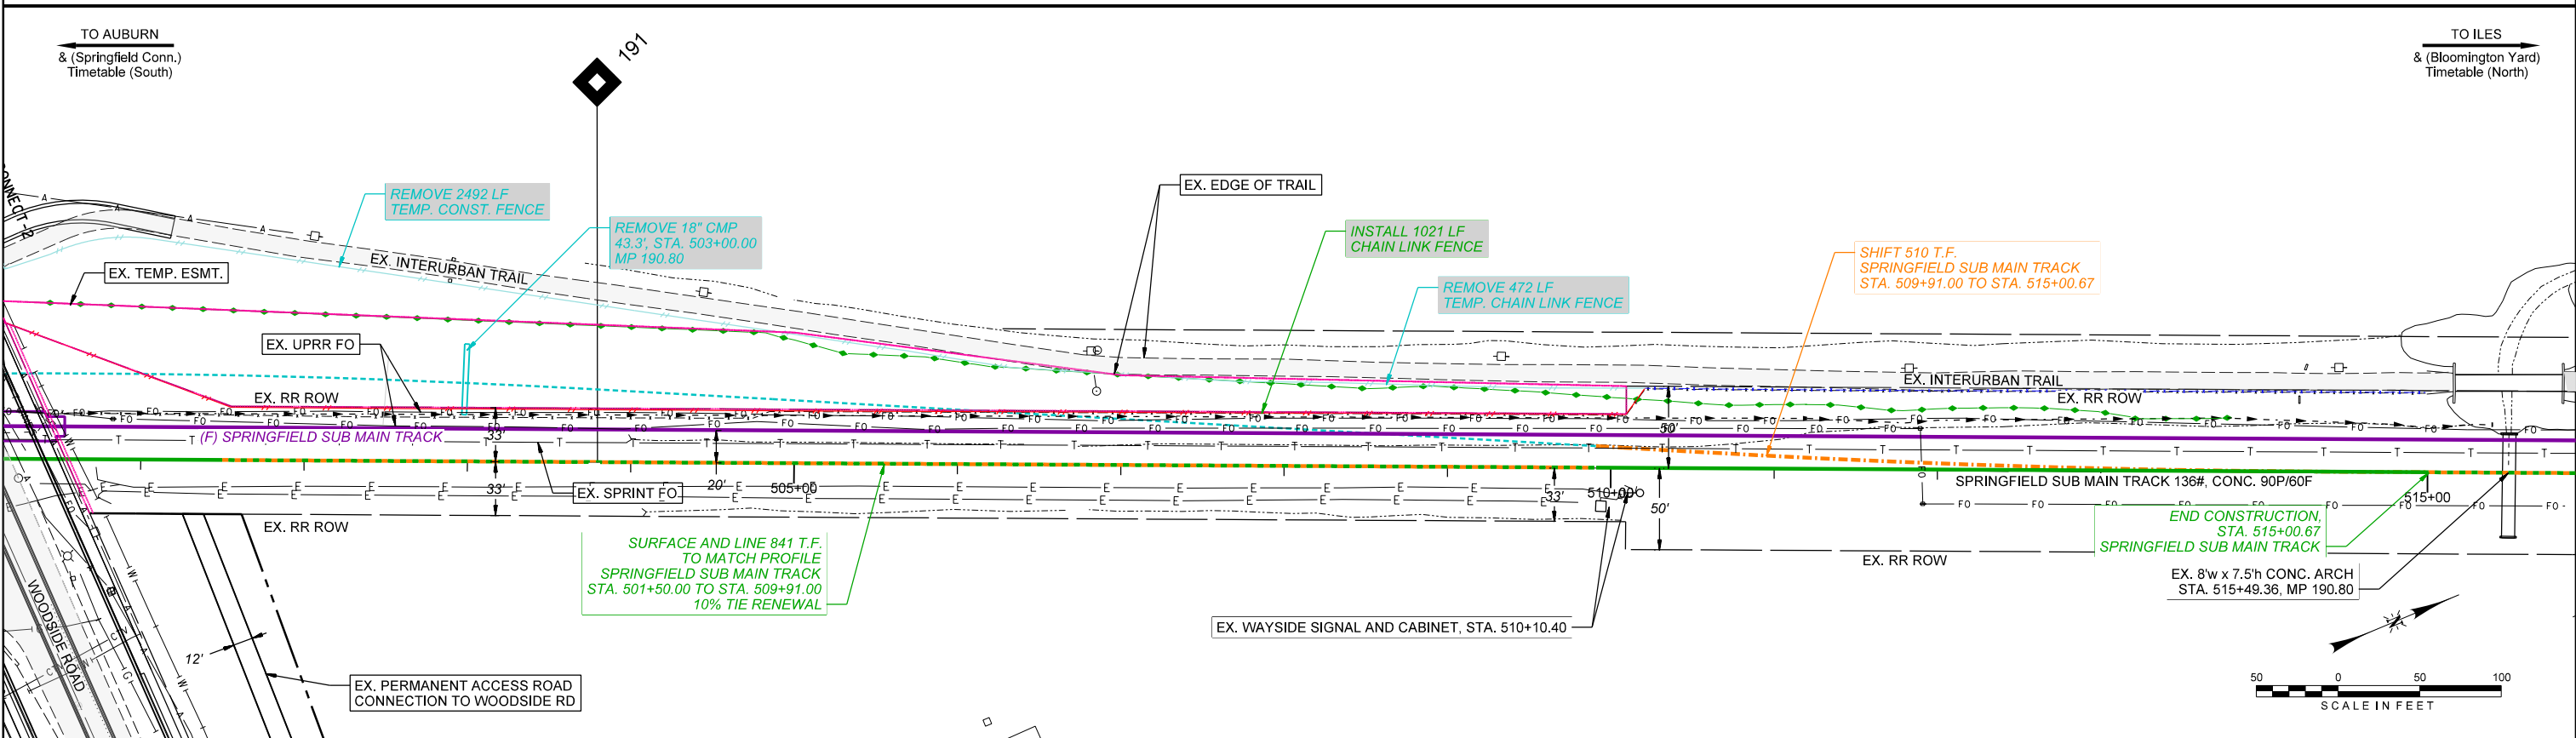 TO AUBURN
& (Springfield Conn.)
Timetable (South)
191
TO ILES
& (Bloomington Yard)
Timetable (North)
REMOVE 2492 LF
TEMP. CONST. FENCE
REMOVE 18" CMP
43.3', STA. 503+00.00
MP 190.80
EX. EDGE OF TRAIL
INSTALL 1021 LF
CHAIN LINK FENCE
REMOVE 472 LF
TEMP. CHAIN LINK FENCE
SHIFT 510 T.F.
SPRINGFIELD SUB MAIN TRACK
STA. 509+91.00 TO STA. 515+00.67
EX. TEMP. ESMT.
EX. INTERURBAN TRAIL
EX. UPRR FO
EX. RR ROW
EX. INTERURBAN TRAIL
EX. RR ROW
(F) SPRINGFIELD SUB MAIN TRACK
33'
33'
20'
50'
EX. SPRINT FO
505+00
33'
510+00
50'
SPRINGFIELD SUB MAIN TRACK 136#, CONC. 90P/60F
515+00
EX. RR ROW
SURFACE AND LINE 841 T.F.
TO MATCH PROFILE
SPRINGFIELD SUB MAIN TRACK
STA. 501+50.00 TO STA. 509+91.00
10% TIE RENEWAL
END CONSTRUCTION,
STA. 515+00.67
SPRINGFIELD SUB MAIN TRACK
EX. RR ROW
EX. 8'w x 7.5'h CONC. ARCH
STA. 515+49.36, MP 190.80
EX. WAYSIDE SIGNAL AND CABINET, STA. 510+10.40
WOODSIDE ROAD
12'
EX. PERMANENT ACCESS ROAD
CONNECTION TO WOODSIDE RD
50 0 50 100
SCALE IN FEET